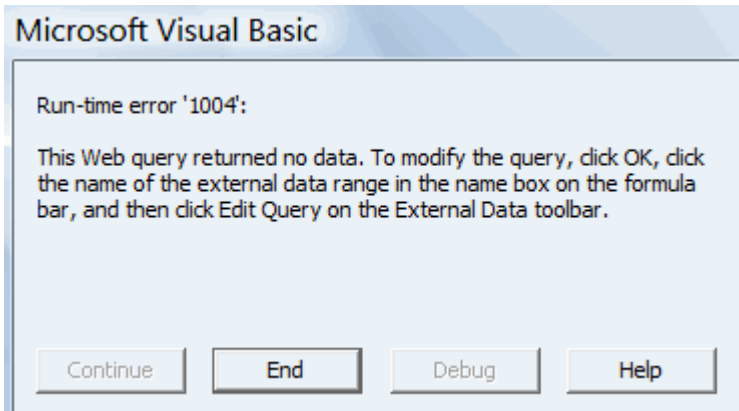 Microsoft Visual Basic
Run-time error '1004':
This Web query returned no data. To modify the query, click OK, click
the name of the external data range in the name box on the formula
bar, and then click Edit Query on the External Data toolbar.
Continue End Debug Help